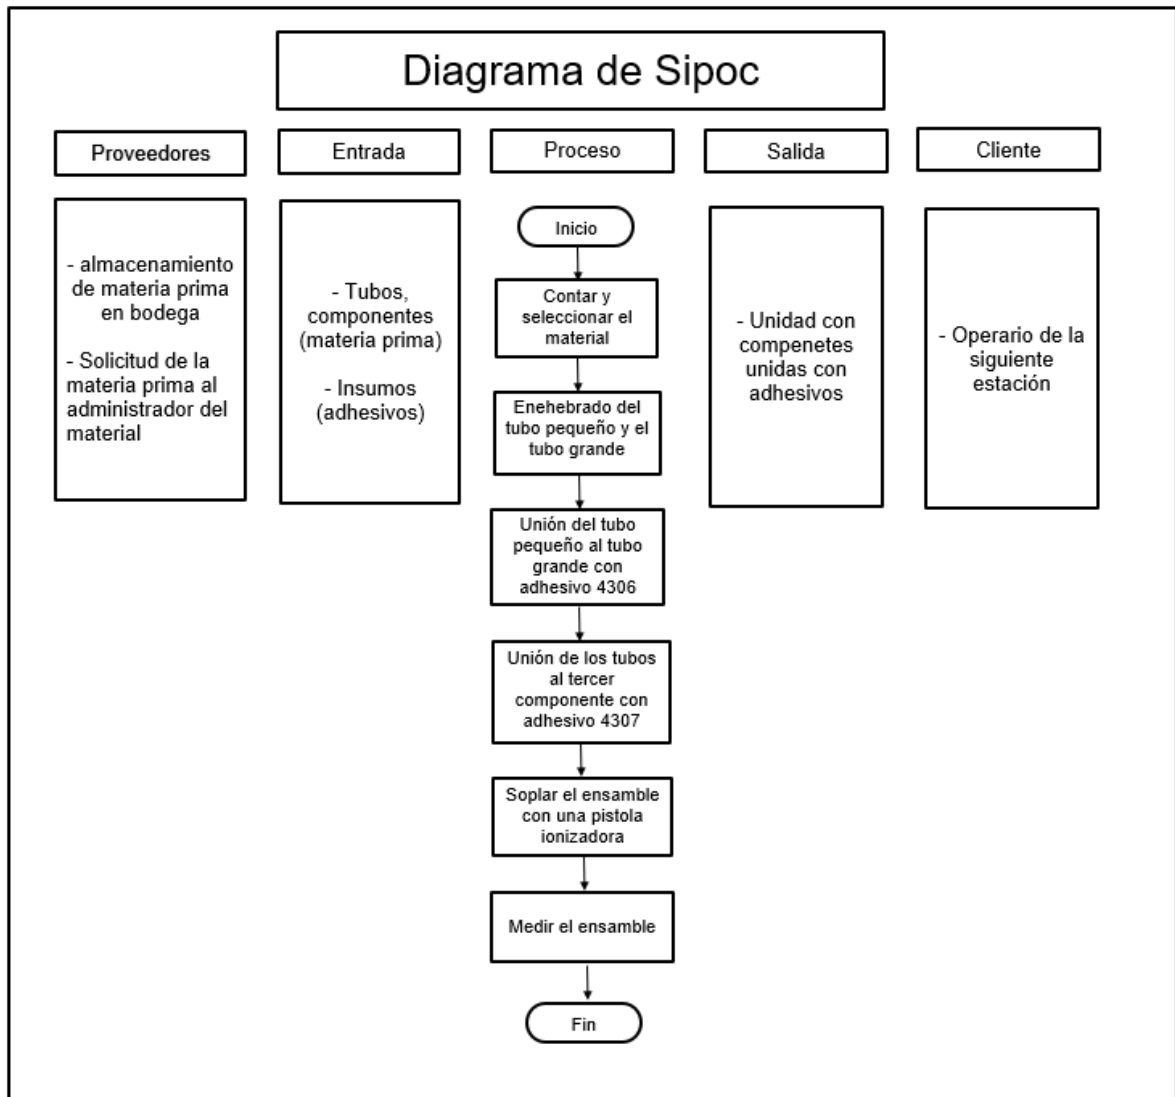 Diagrama de Sipoc
Proveedores
Entrada
Proceso
Salida
Cliente
- almacenamiento
de materia prima
en bodega
- Solicitud de la
materia prima al
administrador del
material
- Tubos,
componentes
(materia prima)
- Insumos
(adhesivos)
Inicio
Contar y
seleccionar el
material
Enehebrado del
tubo pequeño y el
tubo grande
Unión del tubo
pequeño al tubo
grande con
adhesivo 4306
Unión de los tubos
al tercer
componente con
adhesivo 4307
Soplar el ensamble
con una pistola
ionizadora
Medir el ensamble
Fin
- Unidad con
compenetes
unidas con
adhesivos
- Operario de la
siguiente
estación